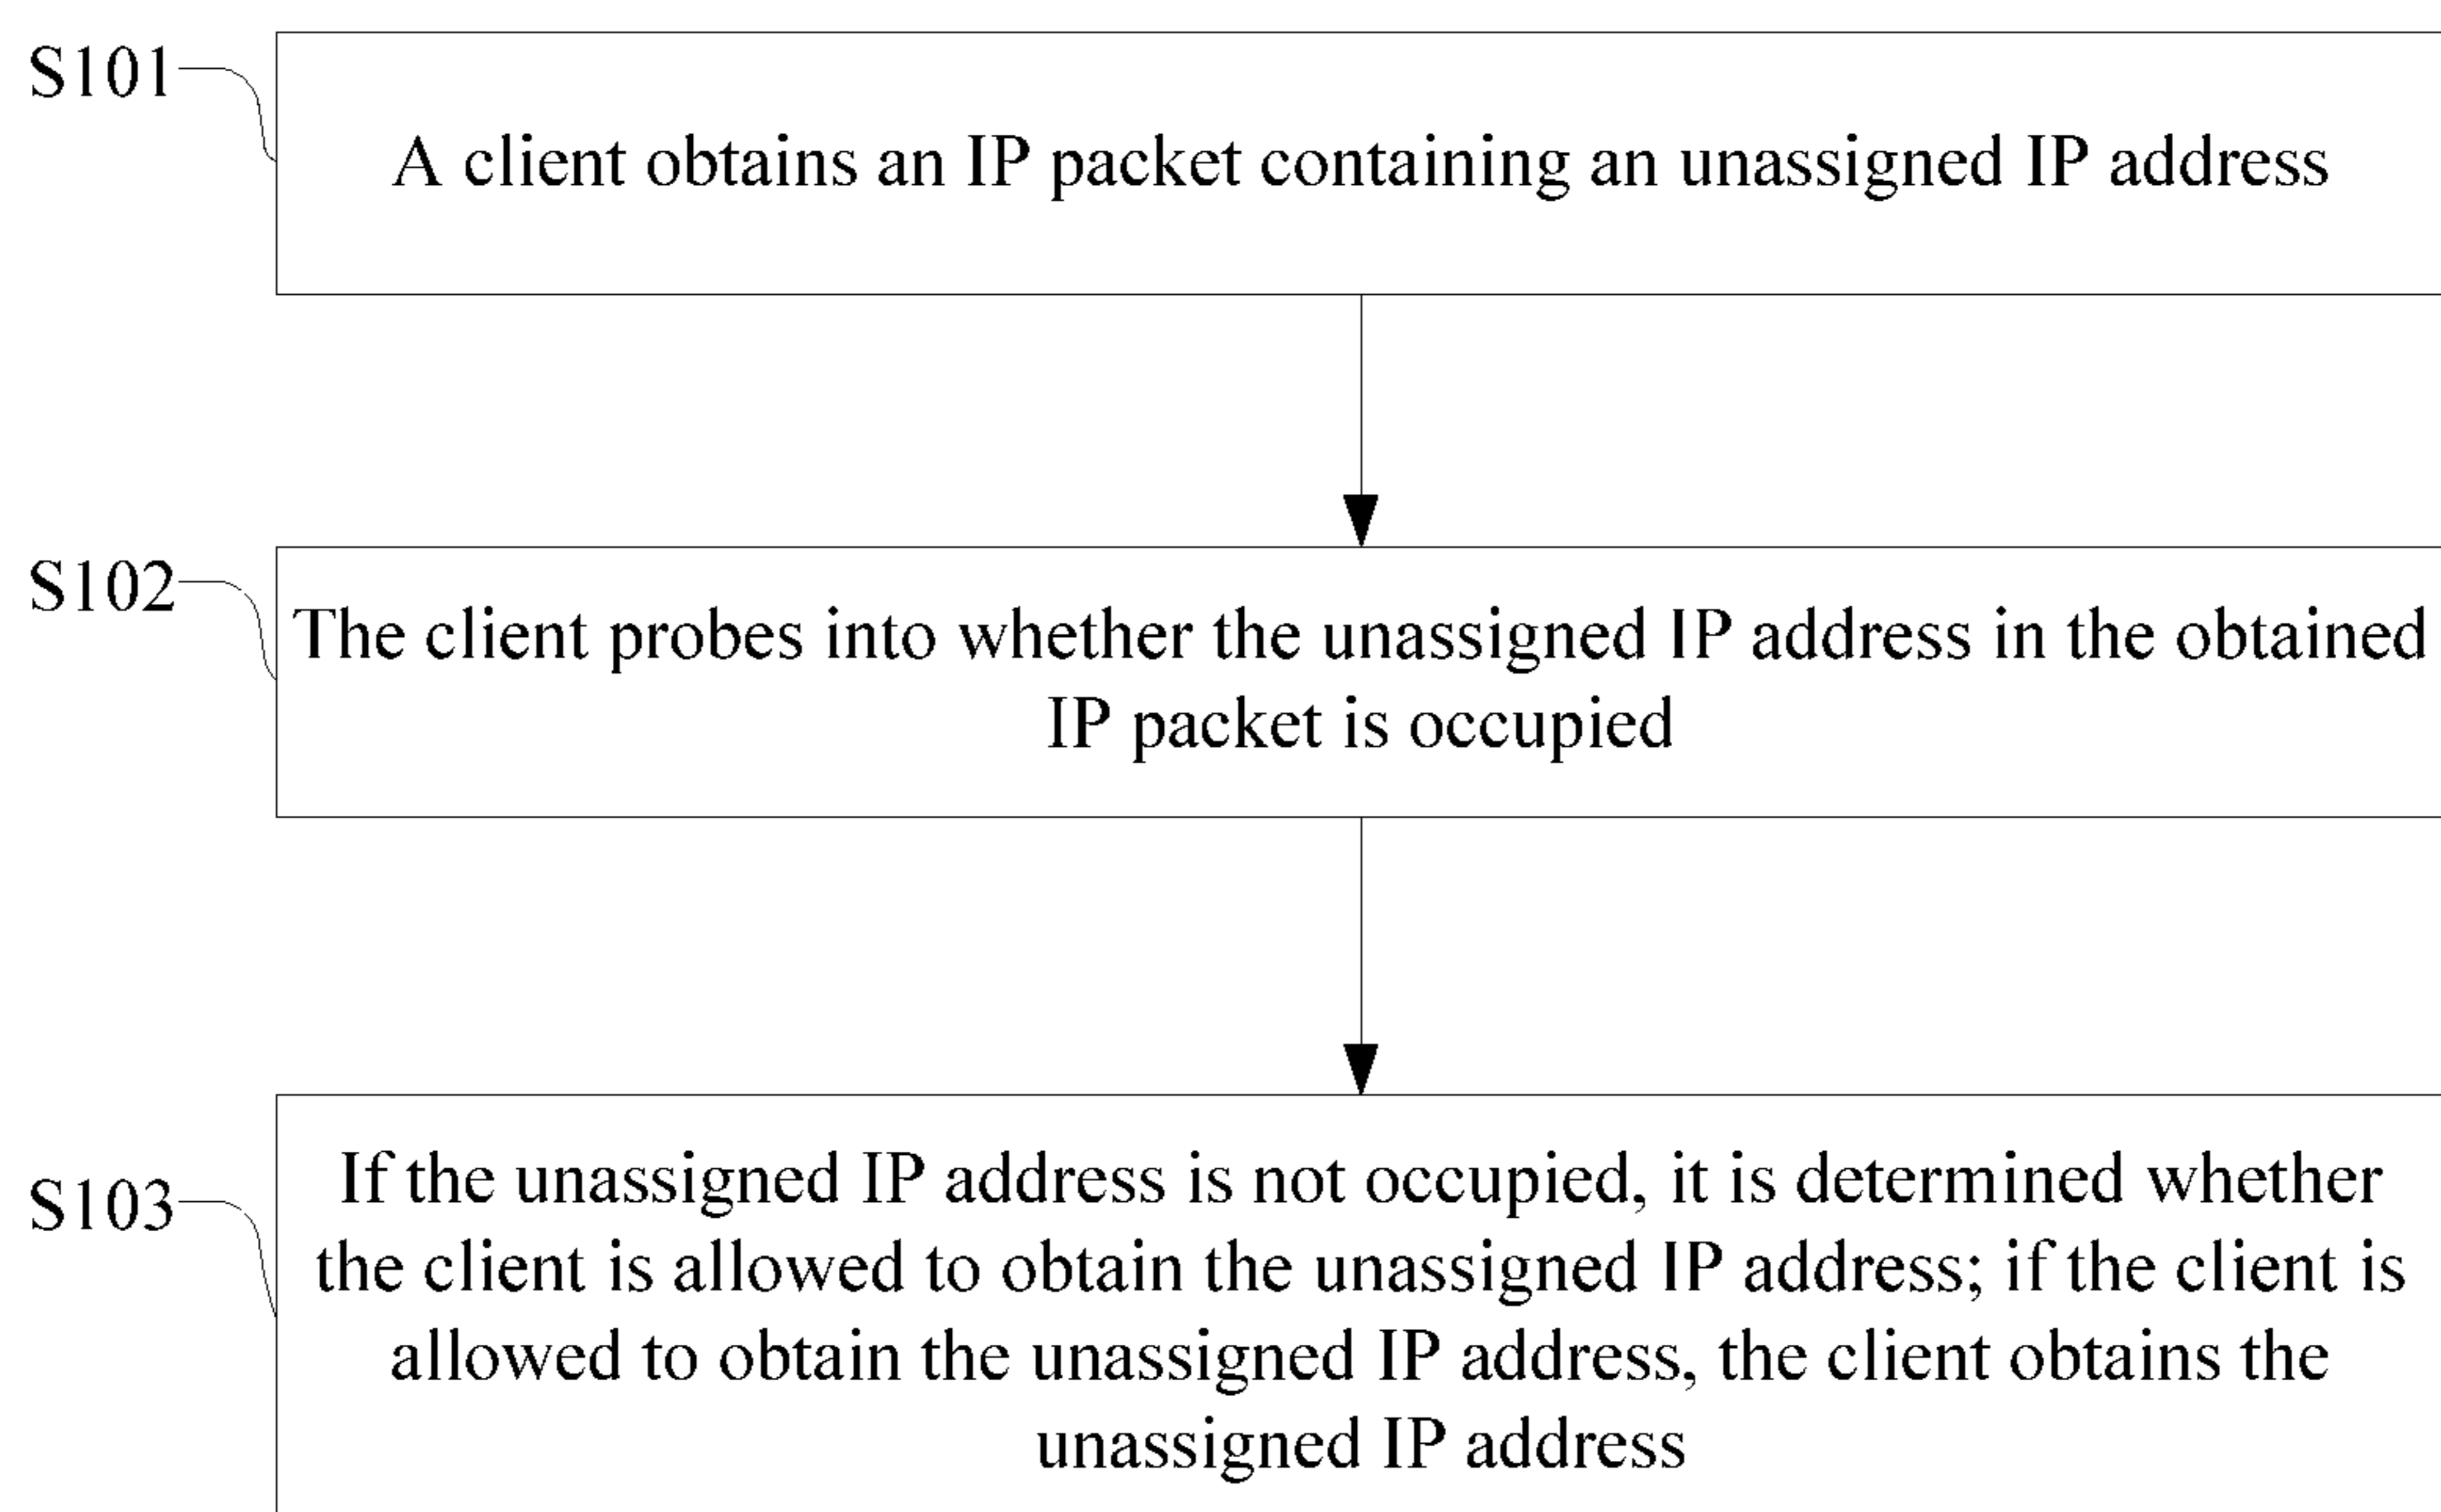 S101
A client obtains an IP packet containing an unassigned IP address
S102
The client probes into whether the unassigned IP address in the obtained
IP packet is occupied
S103
If the unassigned IP address is not occupied, it is determined whether
the client is allowed to obtain the unassigned IP address; if the client is
allowed to obtain the unassigned IP address, the client obtains the
unassigned IP address